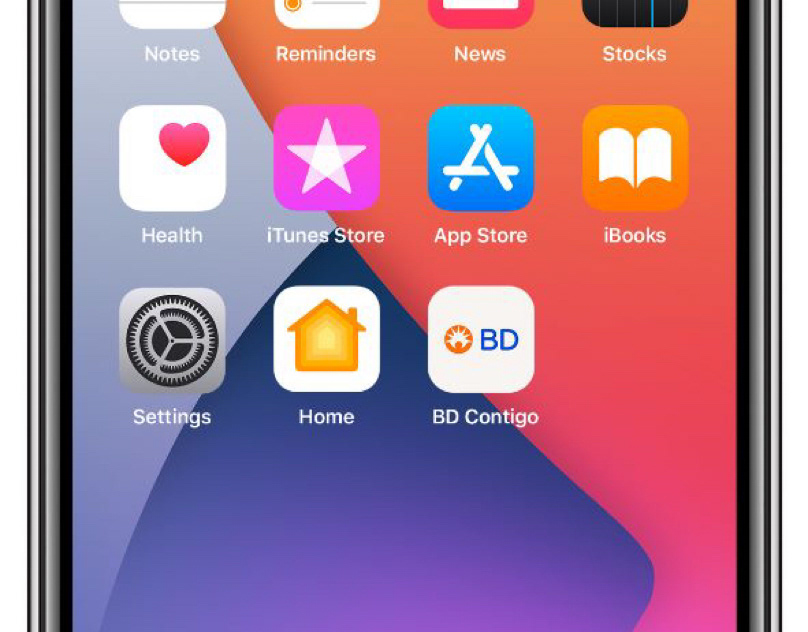 Notes Reminders News Stocks
Health iTunes Store App Store iBooks
BD
Settings Home BD Contigo